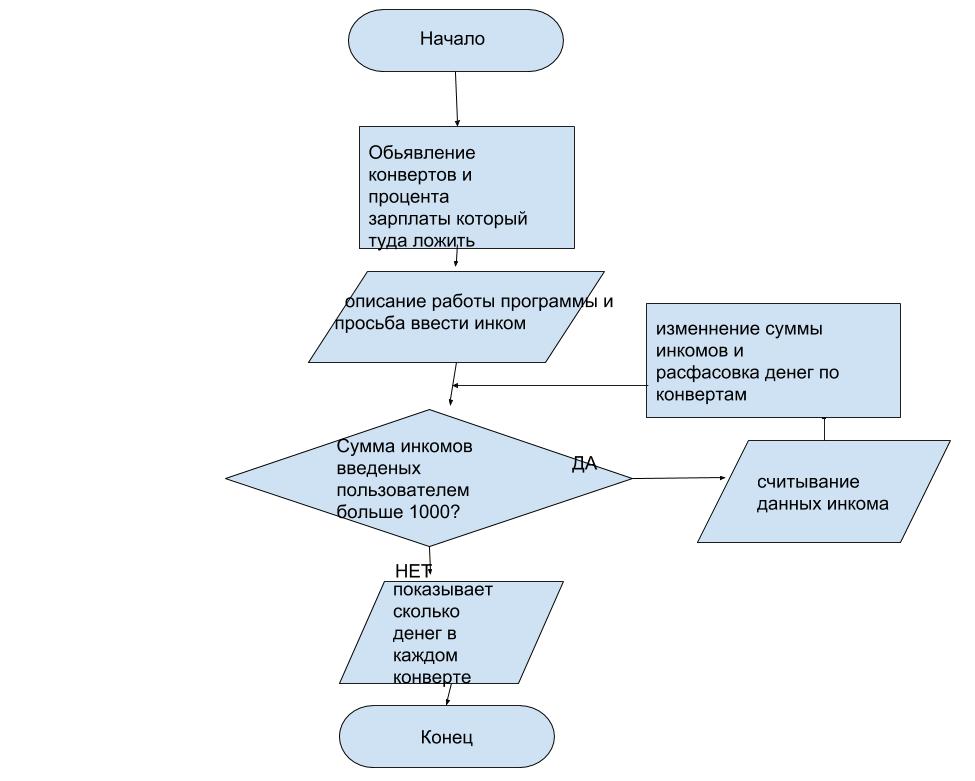 Начало
Обьявление
конвертов и
процента
зарплаты который
туда ложить
описание работы программы и
просьба ввести инком
изменнение суммы
инкомов и
расфасовка денег по
конвертам
Сумма инкомов
введеных
пользователем
больше 1000?
ДА
считывание
данных инкома
НЕТ
показывает
сколько
денег в
каждом
конверте
Конец